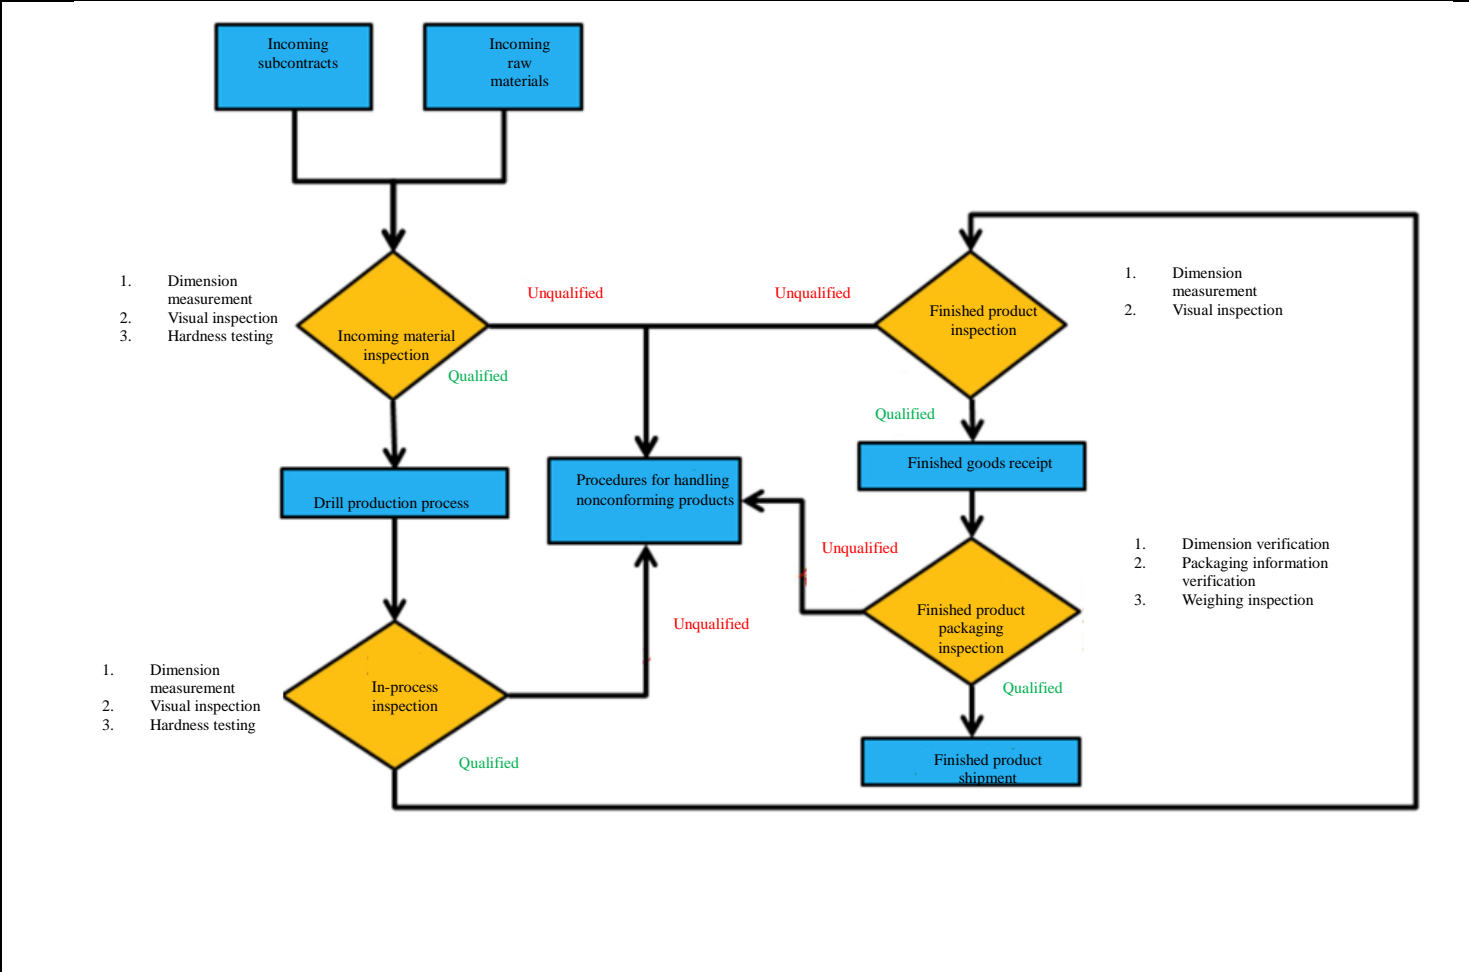 Incoming
subcontracts
Incoming
raw
materials
1. Dimension
measurement
2. Visual inspection
3. Hardness testing
Incoming material
inspection
Unqualified
Unqualified
Qualified
Finished product
inspection
1. Dimension
measurement
2. Visual inspection
Qualified
Finished goods receipt
Drill production process
Procedures for handling
nonconforming products
Unqualified
Finished product
packaging
inspection
1. Dimension verification
2. Packaging information
verification
3. Weighing inspection
Unqualified
1. Dimension
measurement
2. Visual inspection
3. Hardness testing
In-process
inspection
Qualified
Qualified
Finished product
shipment